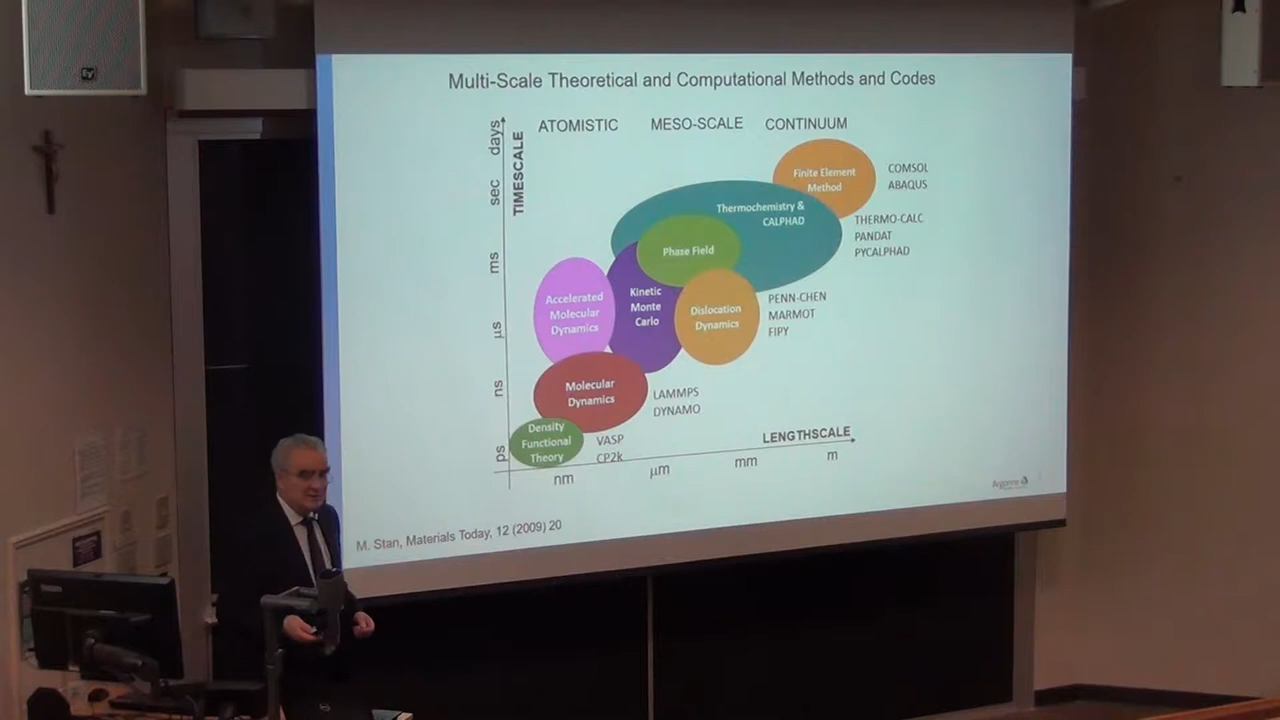 Multi-Scale Theoretical and Computational Methods and Codes
ATOMISTIC MESO-SCALE CONTINUUM
days
sec
ms
µs
ns
ps
TIMESCALE
Finite Element
Method
COMSOL
ABAQUS
Thermochemistry &
CALPHAD
THERMO-CALC
PANDAT
PYCALPHAD
Phase Field
Accelerated
Molecular
Dynamics
Kinetic
Monte
Carlo
Dislocation
Dynamics
PENN-CHEN
MARMOT
FIPY
Molecular
Dynamics
LAMMPS
DYNAMO
Density
Functional
Theory
VASP
CP2k
LENGTHSCALE
nm µm mm m
Argonne
M. Stan, Materials Today, 12 (2009) 20